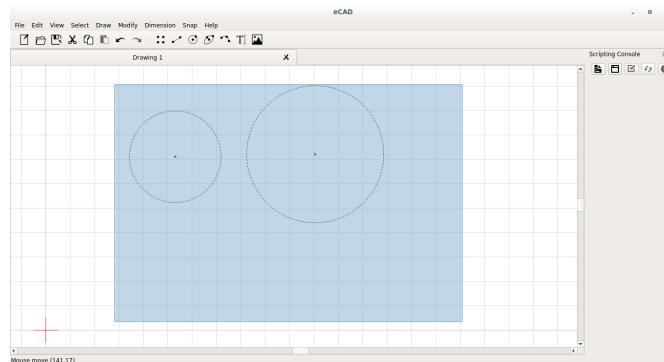 eCAD
File Edit View Select Draw Modify Dimension Snap Help
Drawing 1
Scripting Console
Mouse move (141,17)